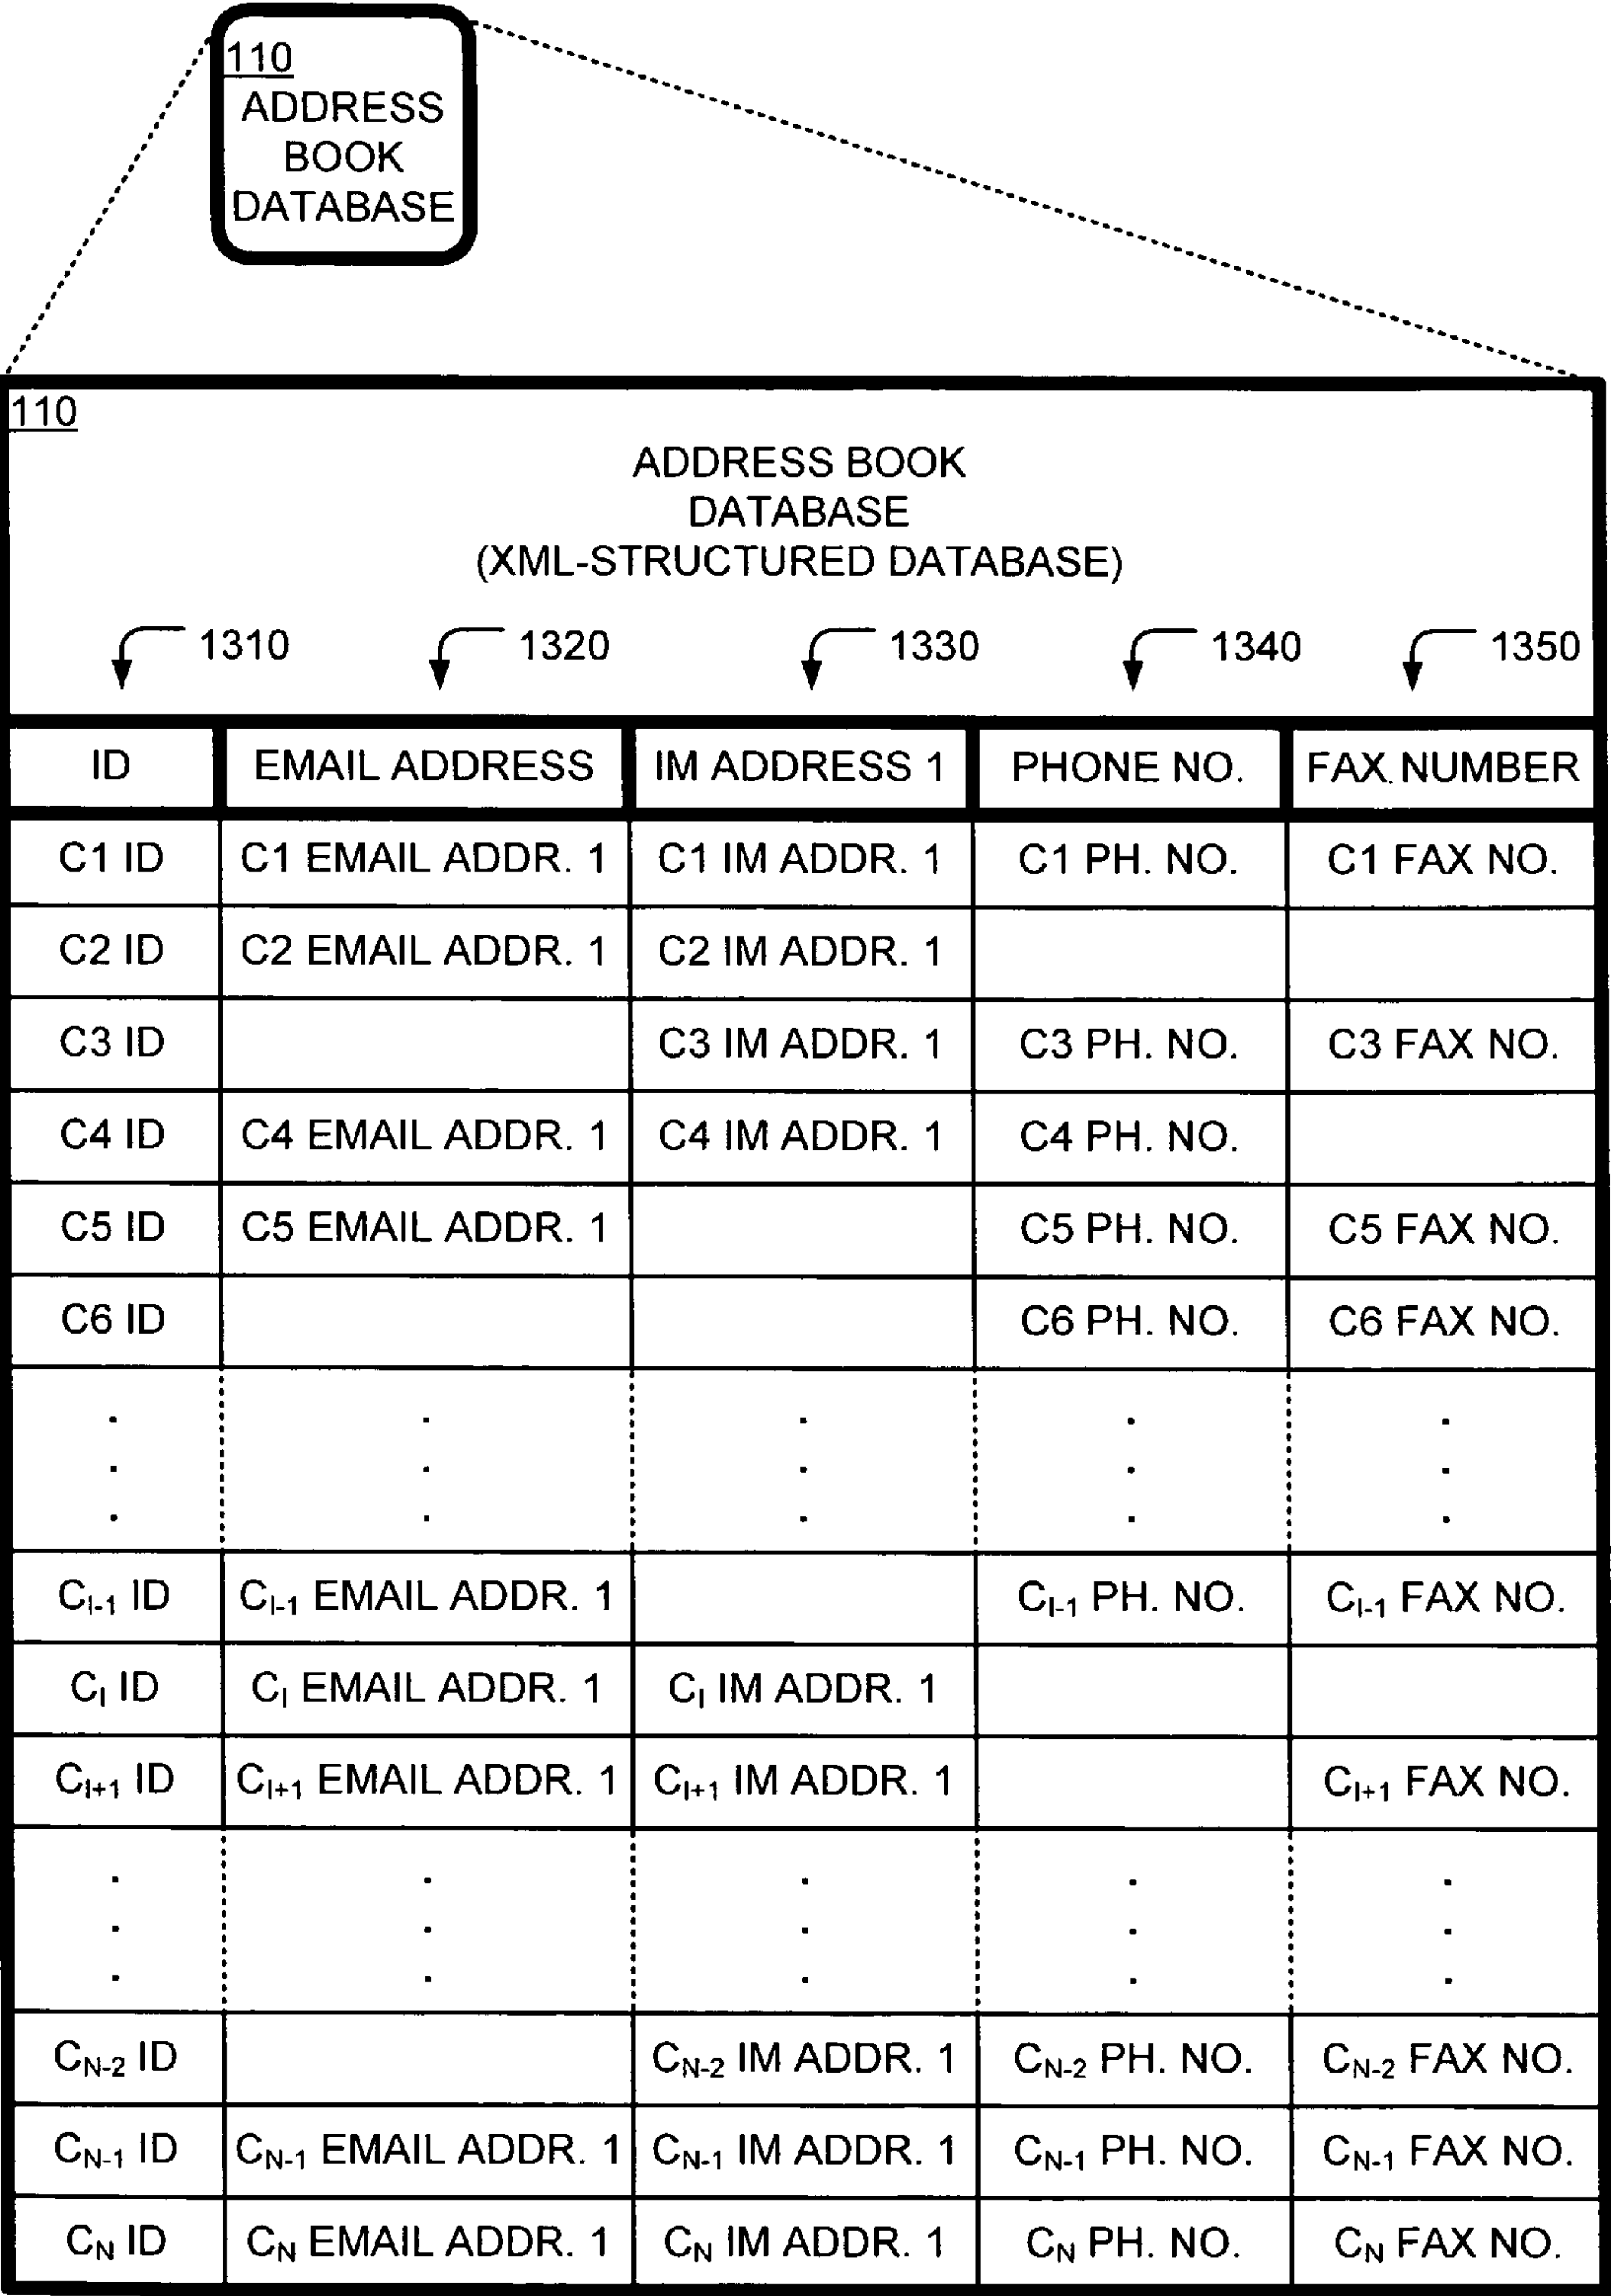 110
ADDRESS
BOOK
DATABASE
110
ADDRESS BOOK
DATABASE
(XML-STRUCTURED DATABASE)
1310 1320 1330 1340 1350
ID EMAIL ADDRESS IM ADDRESS 1 PHONE NO. FAX NUMBER
C1 ID C1 EMAIL ADDR. 1 C1 IM ADDR. 1 C1 PH. NO. C1 FAX NO.
C2 ID C2 EMAIL ADDR. 1 C2 IM ADDR. 1
C3 ID C3 IM ADDR. 1 C3 PH. NO. C3 FAX NO.
C4 ID C4 EMAIL ADDR. 1 C4 IM ADDR. 1 C4 PH. NO.
C5 ID C5 EMAIL ADDR. 1 C5 PH. NO. C5 FAX NO.
C6 ID C6 PH. NO. C6 FAX NO.
CI-1 ID CI-1 EMAIL ADDR. 1 CI-1 PH. NO. CI-1 FAX NO.
CI ID CI EMAIL ADDR. 1 CI IM ADDR. 1
CI+1 ID CI+1 EMAIL ADDR. 1 CI+1 IM ADDR. 1 CI+1 FAX NO.
CN-2 ID CN-2 IM ADDR. 1 CN-2 PH. NO. CN-2 FAX NO.
CN-1 ID CN-1 EMAIL ADDR. 1 CN-1 IM ADDR. 1 CN-1 PH. NO. CN-1 FAX NO.
CN ID CN EMAIL ADDR. 1 CN IM ADDR. 1 CN PH. NO. CN FAX NO.